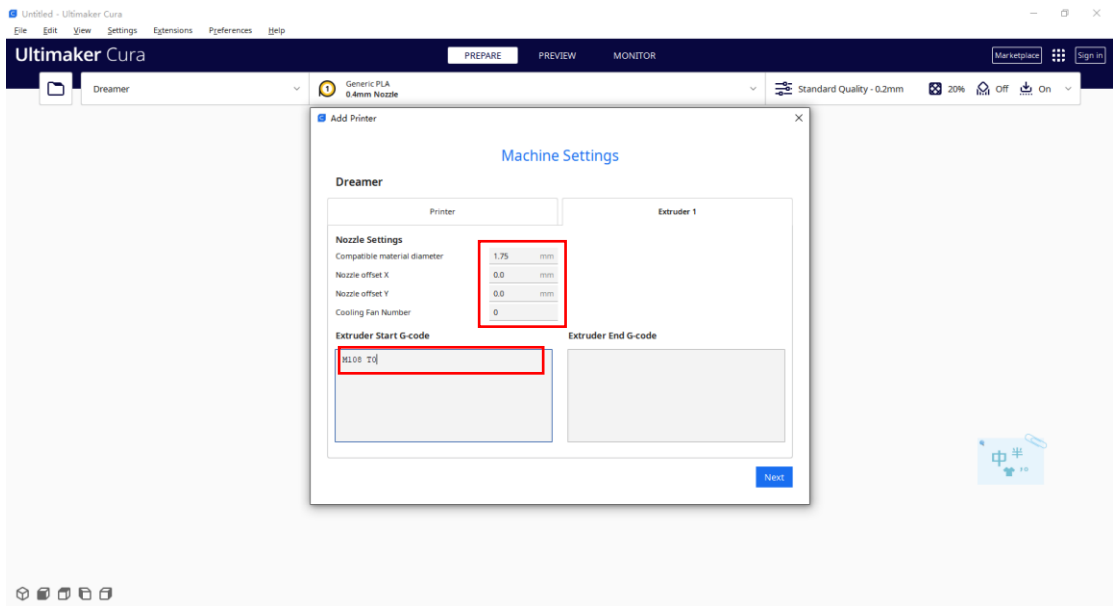 Untitled - Ultimaker Cura
File Edit View Settings Extensions Preferences Help
Ultimaker Cura PREPARE PREVIEW MONITOR Marketplace Sign in
Dreamer 1 Generic PLA Standard Quality - 0.2mm 20% Off On
0.4mm Nozzle
Add Printer
Machine Settings
Dreamer
Printer Extruder 1
Nozzle Settings
Compatible material diameter 1.75 mm
Nozzle offset X 0.0 mm
Nozzle offset Y 0.0 mm
Cooling Fan Number 0
Extruder Start G-code Extruder End G-code
M108 T0
中 半
Next